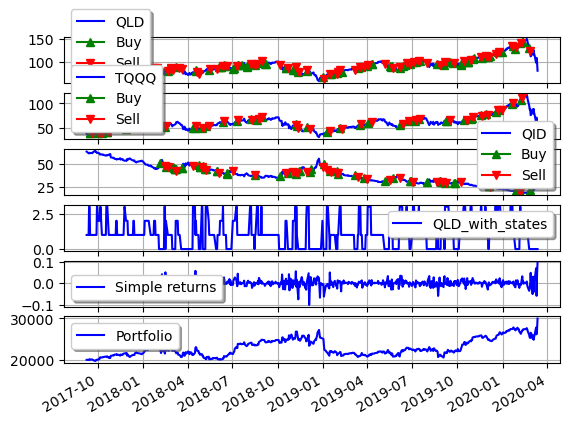 QLD
Buy
Sell
150
100
TQQQ
Buy
Sell
100
50
QID
Buy
Sell
50
25
QLD_with_states
2.5
0.0
Simple returns
0.1
0.0
−0.1
Portfolio
30000
20000
2017-10
2018-01
2018-04
2018-07
2018-10
2019-01
2019-04
2019-07
2019-10
2020-01
2020-04